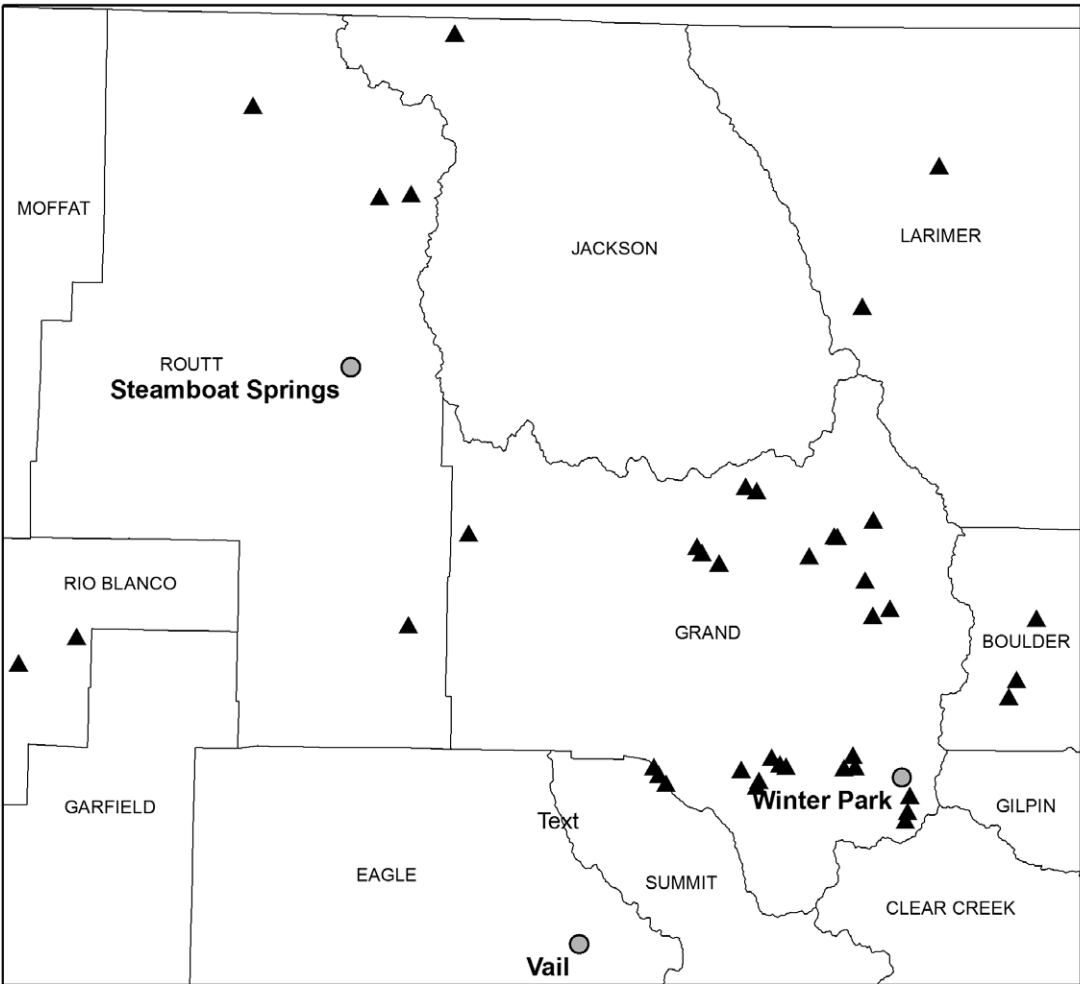 MOFFAT
JACKSON
LARIMER
ROUTT
Steamboat Springs
RIO BLANCO
GRAND
BOULDER
GARFIELD
Winter Park
GILPIN
Text
EAGLE
SUMMIT
CLEAR CREEK
Vail